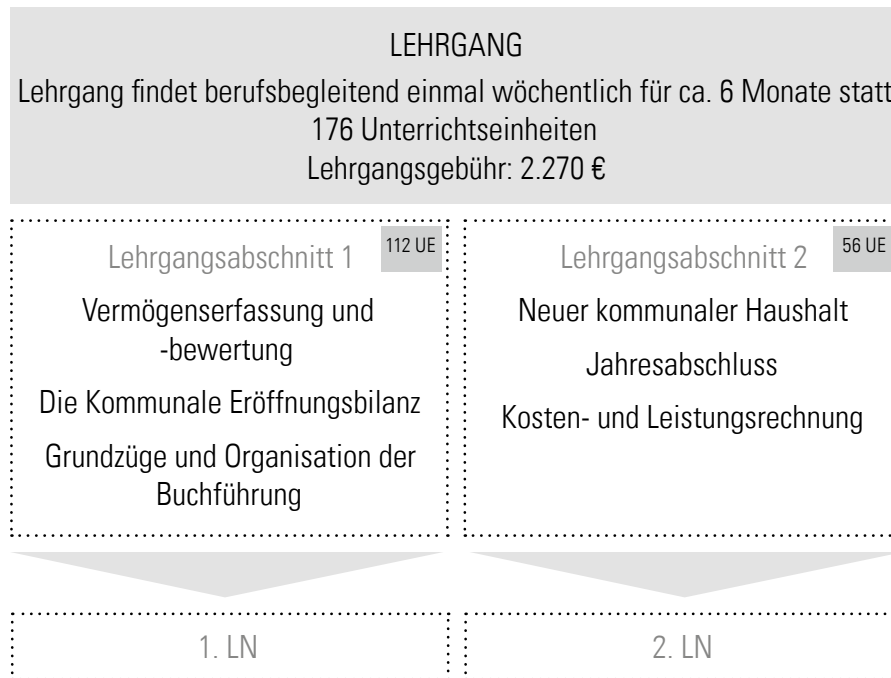 LEHRGANG
Lehrgang findet berufsbegleitend einmal wöchentlich für ca. 6 Monate statt
176 Unterrichtseinheiten
Lehrgangsgebühr: 2.270 €
Lehrgangsabschnitt 1
112 UE
Vermögenserfassung und
-bewertung
Die Kommunale Eröffnungsbilanz
Grundzüge und Organisation der
Buchführung
Lehrgangsabschnitt 2
56 UE
Neuer kommunaler Haushalt
Jahresabschluss
Kosten- und Leistungsrechnung
1. LN
2. LN